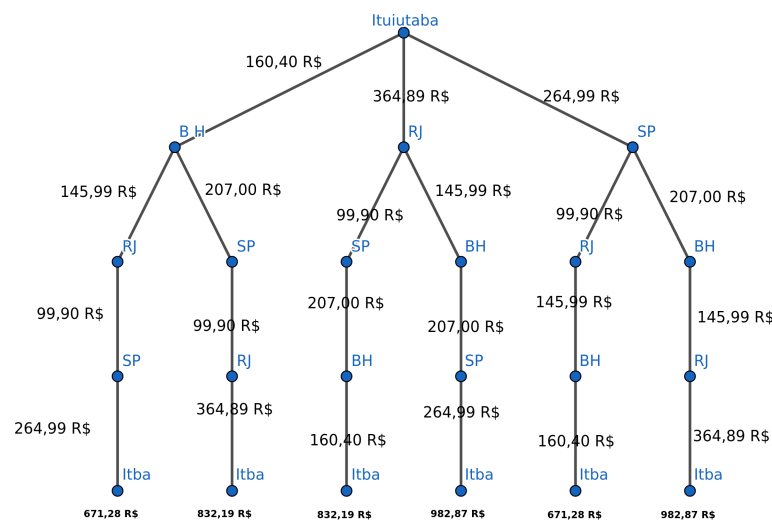 Ituiutaba
160,40 R$
364,89 R$
264,99 R$
B H
RJ
SP
145,99 R$
207,00 R$
99,90 R$
145,99 R$
99,90 R$
207,00 R$
RJ
SP
SP
BH
RJ
BH
99,90 R$
99,90 R$
207,00 R$
207,00 R$
145,99 R$
145,99 R$
SP
RJ
BH
SP
BH
RJ
264,99 R$
364,89 R$
160,40 R$
264,99 R$
160,40 R$
364,89 R$
Itba
Itba
Itba
Itba
Itba
Itba
671,28 R$
832,19 R$
832,19 R$
982,87 R$
671,28 R$
982,87 R$